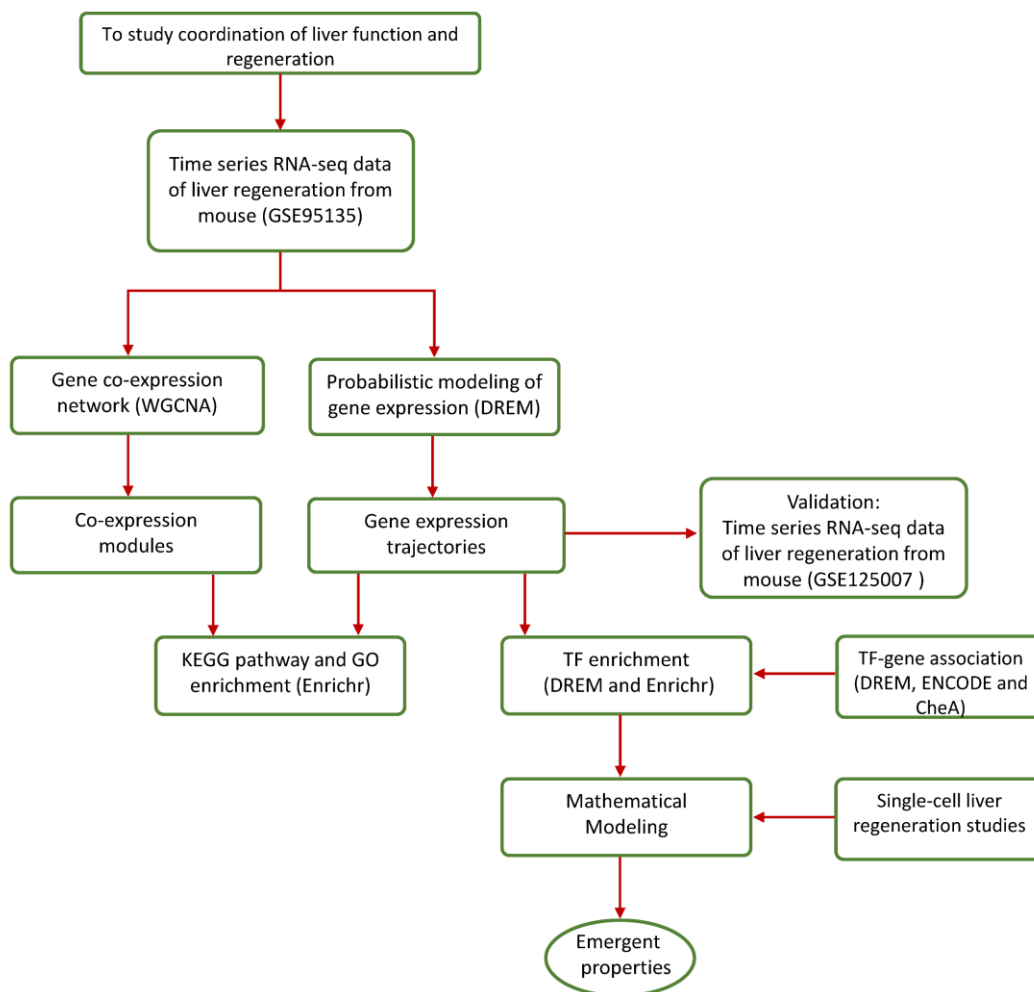 To study coordination of liver function and
regeneration
Time series RNA-seq data
of liver regeneration from
mouse (GSE95135)
Gene co-expression
network (WGCNA)
Probabilistic modeling of
gene expression (DREM)
Co-expression
modules
Gene expression
trajectories
Validation:
Time series RNA-seq data
of liver regeneration from
mouse (GSE125007 )
KEGG pathway and GO
enrichment (Enrichr)
TF enrichment
(DREM and Enrichr)
TF-gene association
(DREM, ENCODE and
CheA)
Mathematical
Modeling
Single-cell liver
regeneration studies
Emergent
properties